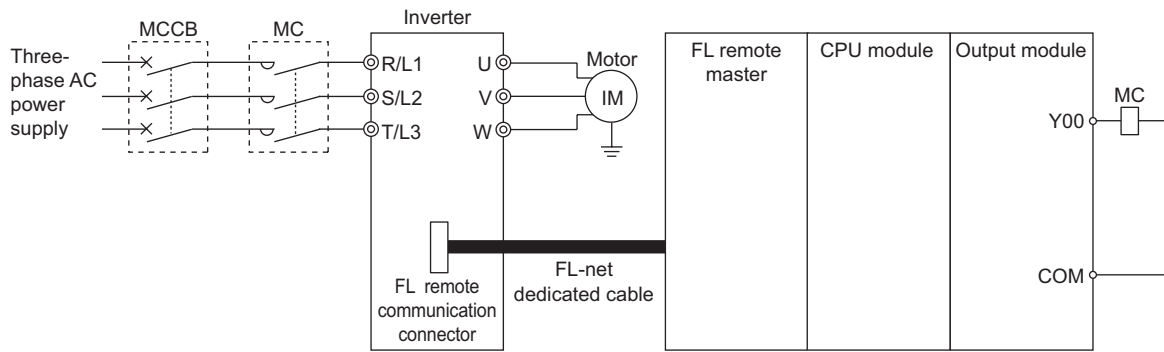 Inverter
MCCB
MC
Three-
phase AC
power
supply
R/L1
S/L2
T/L3
U
V
W
Motor
IM
FL remote
communication
connector
FL-net
dedicated cable
FL remote
master
CPU module
Output module
Y00
MC
COM